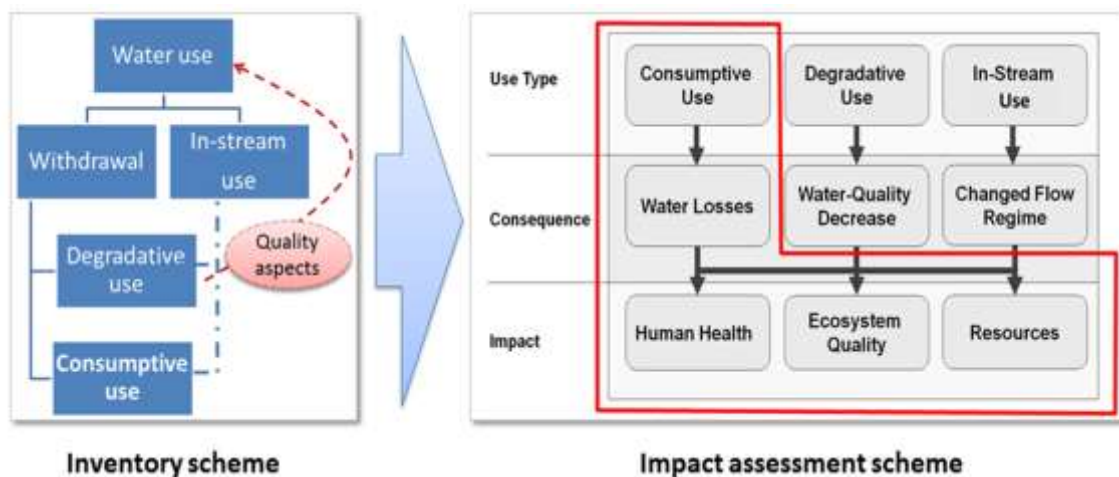 Water use
Withdrawal
In-stream
use
Degradative
use
Quality
aspects
Consumptive
use
Inventory scheme
Use Type
Consumptive
Use
Degradative
Use
In-Stream
Use
Consequence
Water Losses
Water-Quality
Decrease
Changed Flow
Regime
Impact
Human Health
Ecosystem
Quality
Resources
Impact assessment scheme